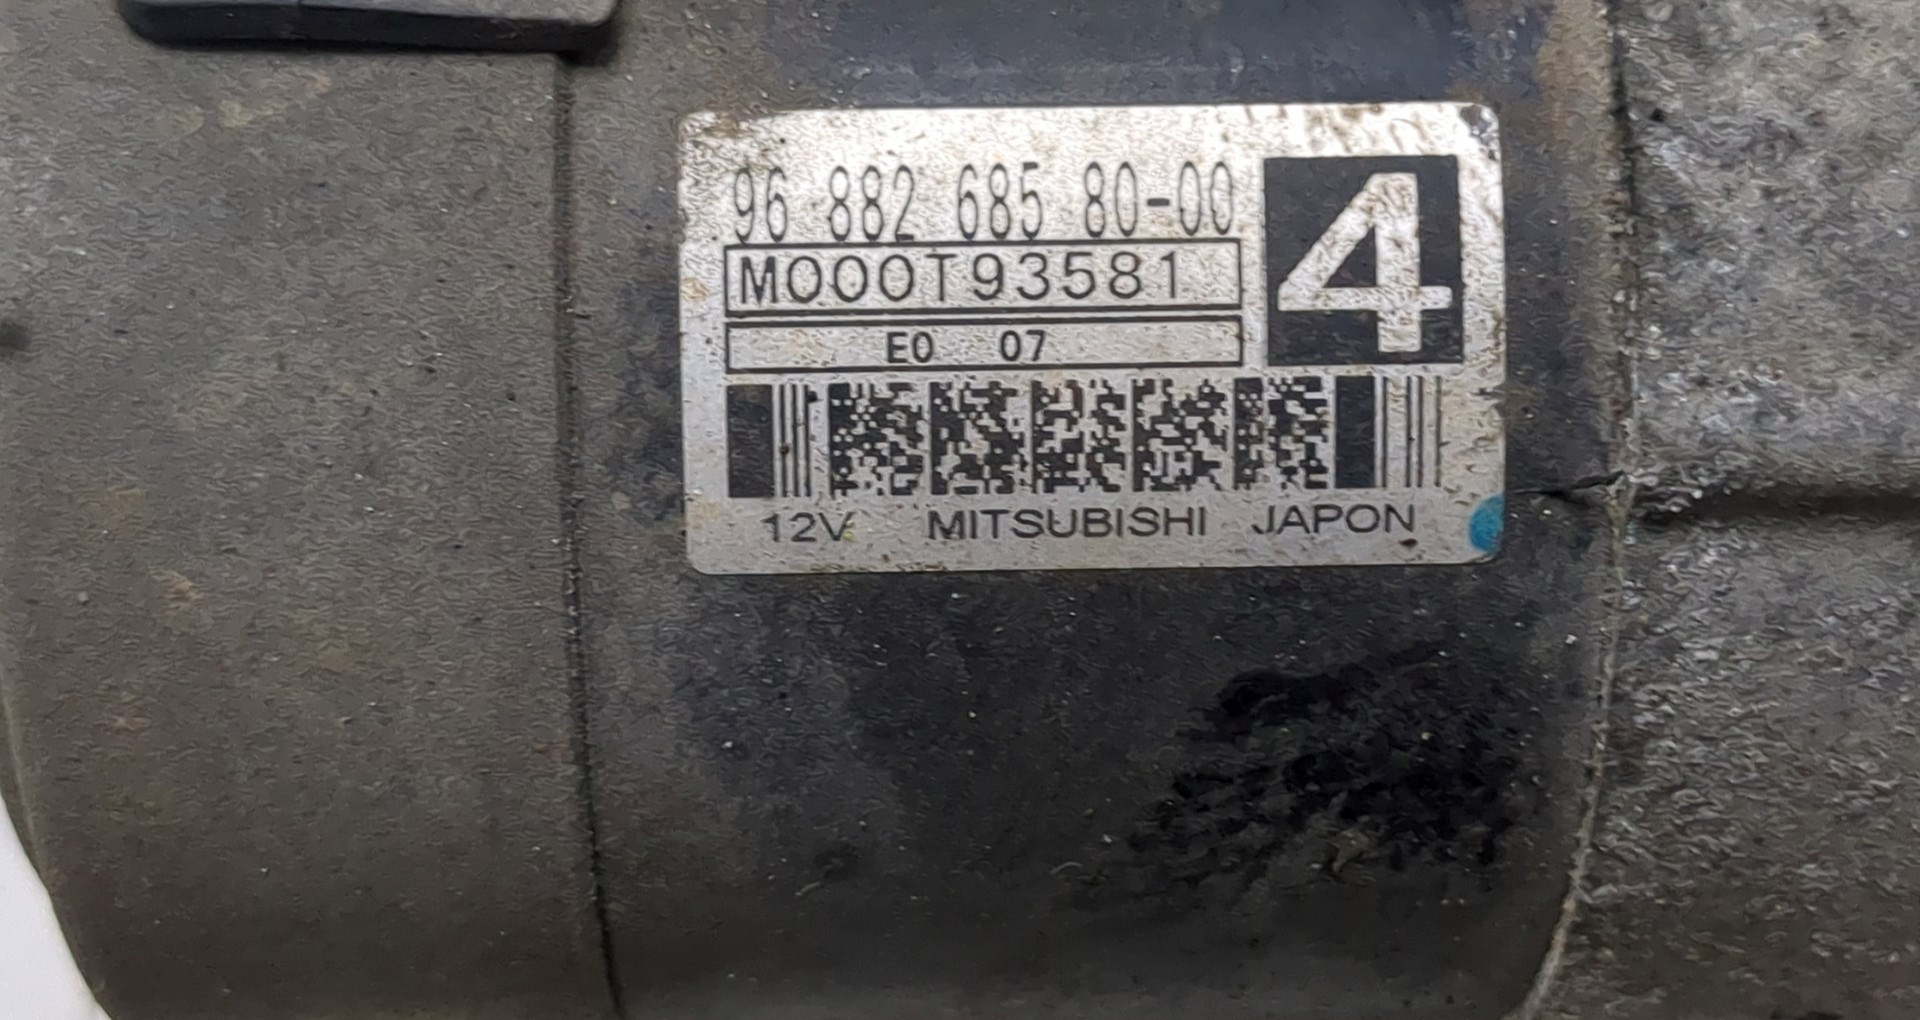 96 882 685 80-00
4
M000T93581
E0 07
12V MITSUBISHI JAPON